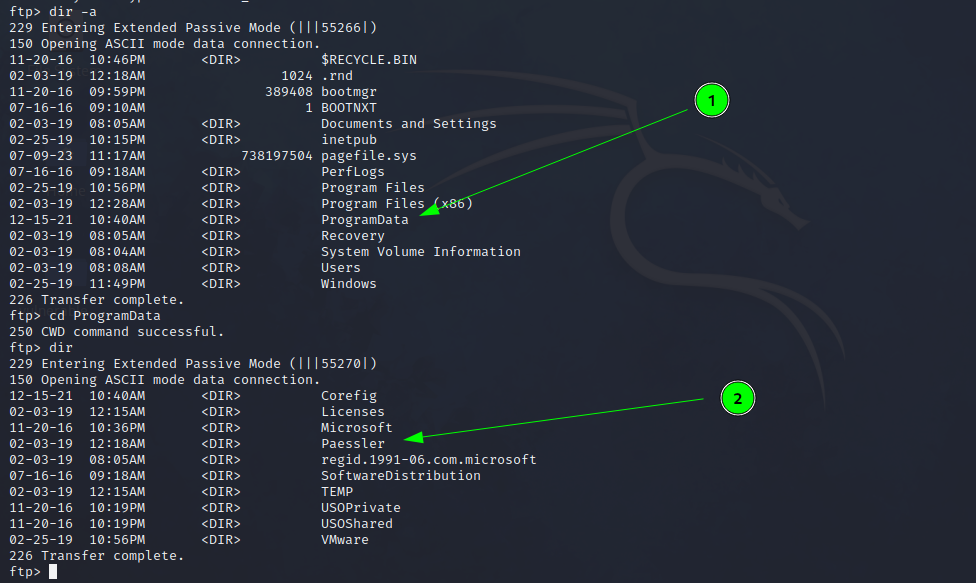 ftp> dir -a
229 Entering Extended Passive Mode (|||55266|)
150 Opening ASCII mode data connection.
11-20-16  10:46PM       <DIR>          $RECYCLE.BIN
02-03-19  12:18AM                 1024 .rnd
11-20-16  09:59PM               389408 bootmgr
07-16-16  09:10AM                    1 BOOTNXT
02-03-19  08:05AM       <DIR>          Documents and Settings
02-25-19  10:15PM       <DIR>          inetpub
07-09-23  11:17AM            738197504 pagefile.sys
07-16-16  09:18AM       <DIR>          PerfLogs
02-25-19  10:56PM       <DIR>          Program Files
02-03-19  12:28AM       <DIR>          Program Files (x86)
12-15-21  10:40AM       <DIR>          ProgramData
02-03-19  08:05AM       <DIR>          Recovery
02-03-19  08:04AM       <DIR>          System Volume Information
02-03-19  08:08AM       <DIR>          Users
02-25-19  11:49PM       <DIR>          Windows
226 Transfer complete.
ftp> cd ProgramData
250 CWD command successful.
ftp> dir
229 Entering Extended Passive Mode (|||55270|)
150 Opening ASCII mode data connection.
12-15-21  10:40AM       <DIR>          Corefig
02-03-19  12:15AM       <DIR>          Licenses
11-20-16  10:36PM       <DIR>          Microsoft
02-03-19  12:18AM       <DIR>          Paessler
02-03-19  08:05AM       <DIR>          regid.1991-06.com.microsoft
07-16-16  09:18AM       <DIR>          SoftwareDistribution
02-03-19  12:15AM       <DIR>          TEMP
11-20-16  10:19PM       <DIR>          USOPrivate
11-20-16  10:19PM       <DIR>          USOShared
02-25-19  10:56PM       <DIR>          VMware
226 Transfer complete.
ftp>
1
2